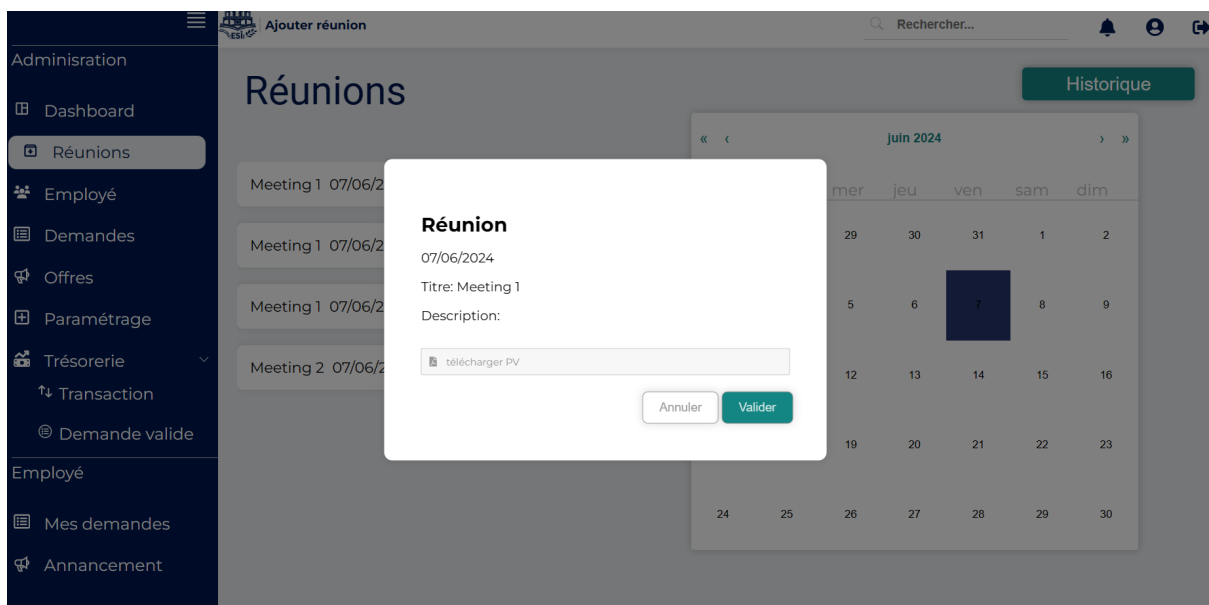 ESI
Ajouter réunion
Rechercher...
Adminisration
Dashboard
Réunions
Employé
Demandes
Offres
Paramétrage
Trésorerie
Transaction
Demande valide
Employé
Mes demandes
Annancement
Réunions
Historique
Meeting 1 07/06/2
Meeting 1 07/06/2
Meeting 1 07/06/2
Meeting 2 07/06/2
« ‹ juin 2024 › »
mer jeu ven sam dim
29 30 31 1 2
5 6 7 8 9
12 13 14 15 16
19 20 21 22 23
24 25 26 27 28 29 30
Réunion
07/06/2024
Titre: Meeting 1
Description:
télécharger PV
Annuler Valider